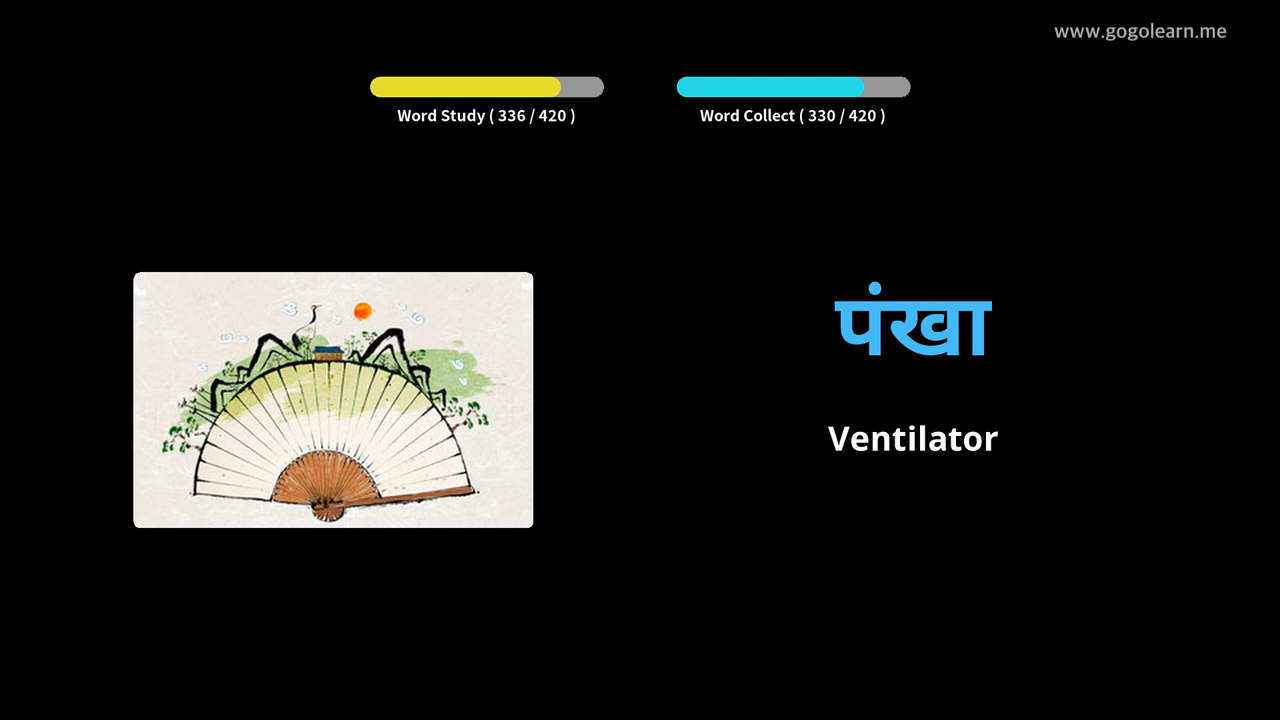 www.gogolearn.me
Word Study ( 336 / 420 )
Word Collect ( 330 / 420 )
पंखा
Ventilator